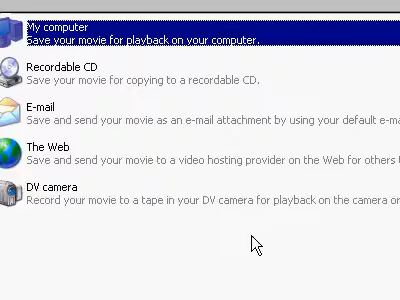 My computer
Save your movie for playback on your computer.
Recordable CD
Save your movie for copying to a recordable CD.
E-mail
Save and send your movie as an e-mail attachment by using your default e-ma
The Web
Save and send your movie to a video hosting provider on the Web for others
DV camera
Record your movie to a tape in your DV camera for playback on the camera or